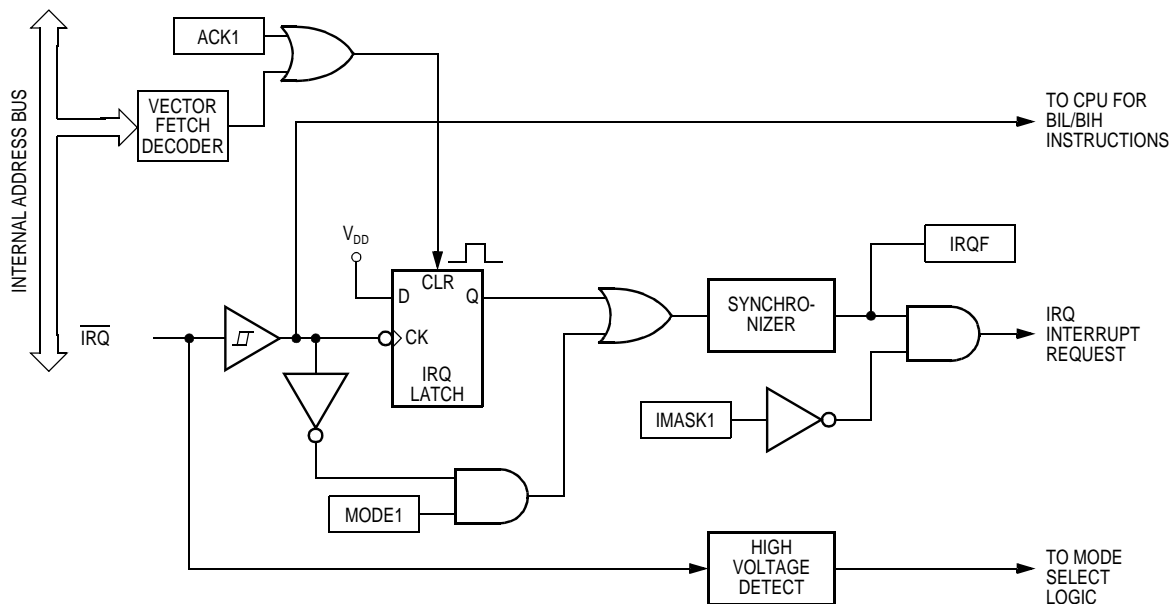 INTERNAL ADDRESS BUS
ACK1
VECTOR
FETCH
DECODER
TO CPU FOR
BIL/BIH
INSTRUCTIONS
VDD
CLR
D
Q
CK
IRQ
LATCH
IRQ
SYNCHRO-
NIZER
IRQF
IRQ
INTERRUPT
REQUEST
IMASK1
MODE1
HIGH
VOLTAGE
DETECT
TO MODE
SELECT
LOGIC